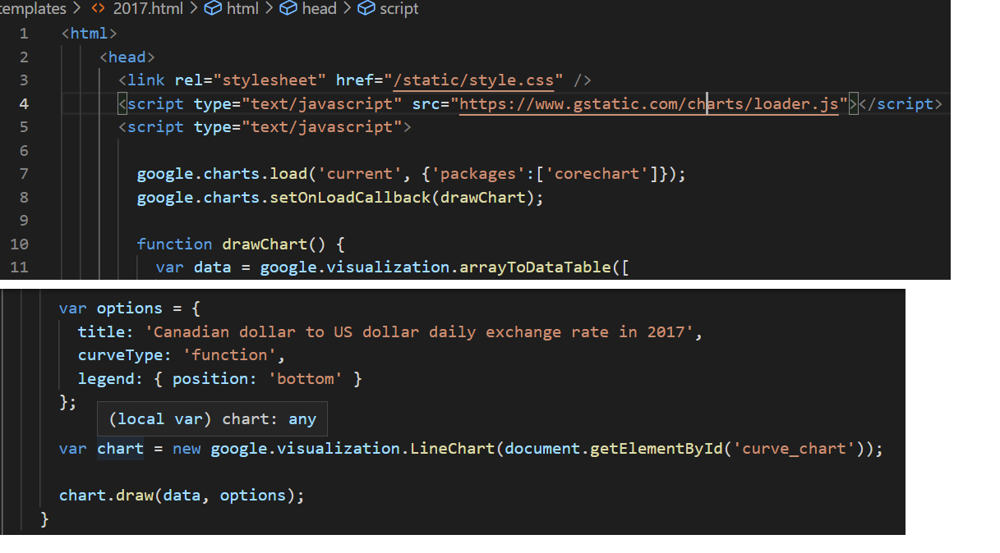 templates > <> 2017.html > html > head > script
1 <html>
2 <head>
3 <link rel="stylesheet" href="/static/style.css" />
4 <script type="text/javascript" src="https://www.gstatic.com/charts/loader.js"></script>
5 <script type="text/javascript">
6
7 google.charts.load('current', {'packages':['corechart']});
8 google.charts.setOnLoadCallback(drawChart);
9
10 function drawChart() {
11 var data = google.visualization.arrayToDataTable([
var options = {
title: 'Canadian dollar to US dollar daily exchange rate in 2017',
curveType: 'function',
legend: { position: 'bottom' }
};
(local var) chart: any
var chart = new google.visualization.LineChart(document.getElementById('curve_chart'));
chart.draw(data, options);
}